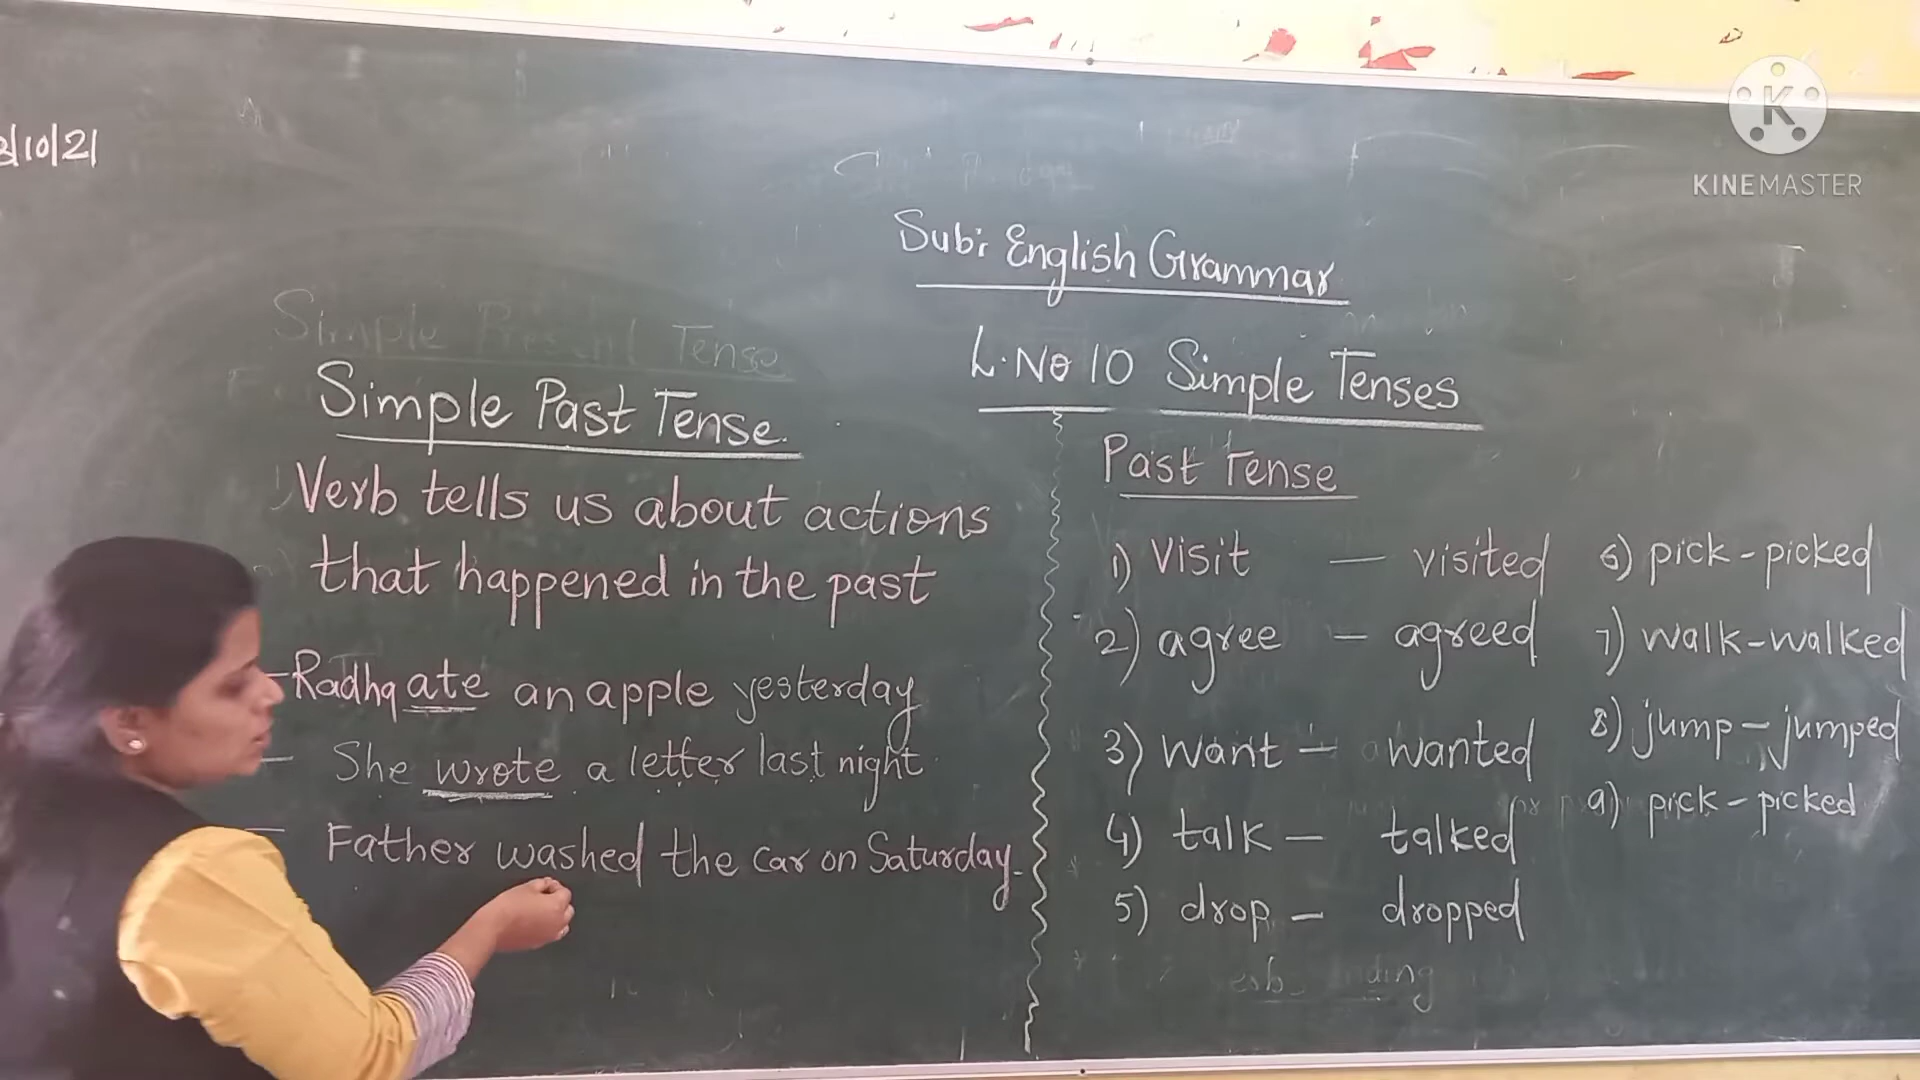 /10/21
KINEMASTER
Sub: English Grammar
L.No 10 Simple Tenses
Simple Present Tense
Simple Past Tense.
Verb tells us about actions
that happened in the past
- Radha ate an apple yesterday
- She wrote a letter last night
- Father washed the car on Saturday.
Past Tense
1) visit - visited
2) agree - agreed
3) want - wanted
4) talk - talked
5) drop - dropped
6) pick - picked
7) walk - walked
8) jump - jumped
9) pick - picked